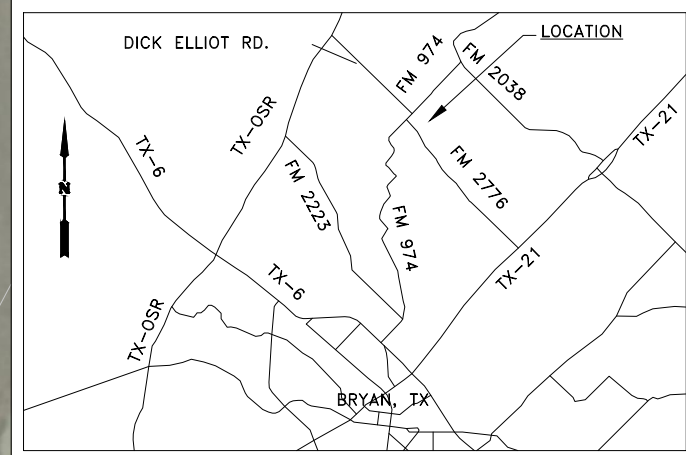 DICK ELLIOT RD.
LOCATION
FM 974
FM 2038
TX-OSR
TX-21
TX-6
N
FM 2776
FM 2223
FM 974
TX-21
TX-6
TX-OSR
BRYAN, TX